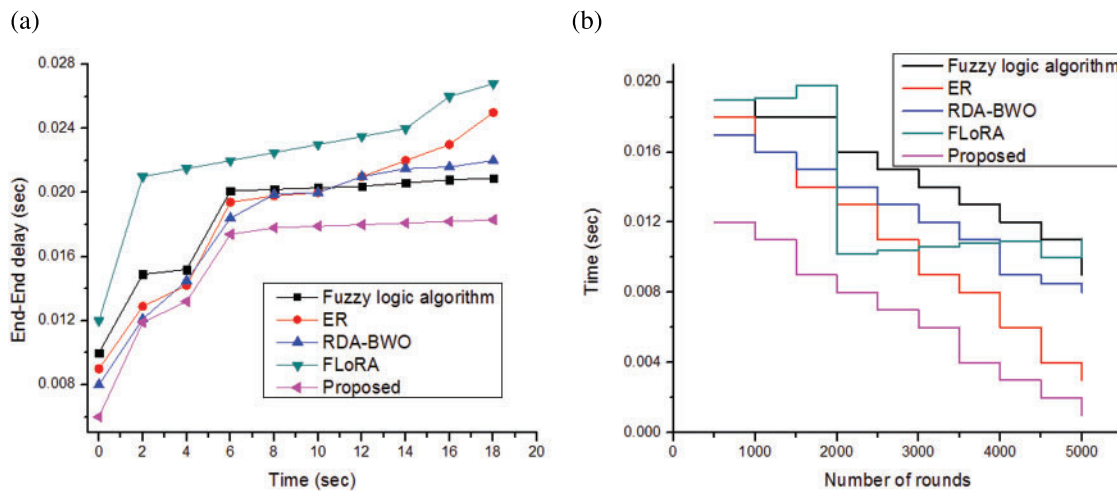 (a)
End-End delay (sec)
0.028
0.024
0.020
0.016
0.012
0.008
Fuzzy logic algorithm
ER
RDA-BWO
FLoRA
Proposed
0 2 4 6 8 10 12 14 16 18 20
Time (sec)
(b)
Time (sec)
0.020
0.016
0.012
0.008
0.004
0.000
Fuzzy logic algorithm
ER
RDA-BWO
FLoRA
Proposed
0 1000 2000 3000 4000 5000
Number of rounds